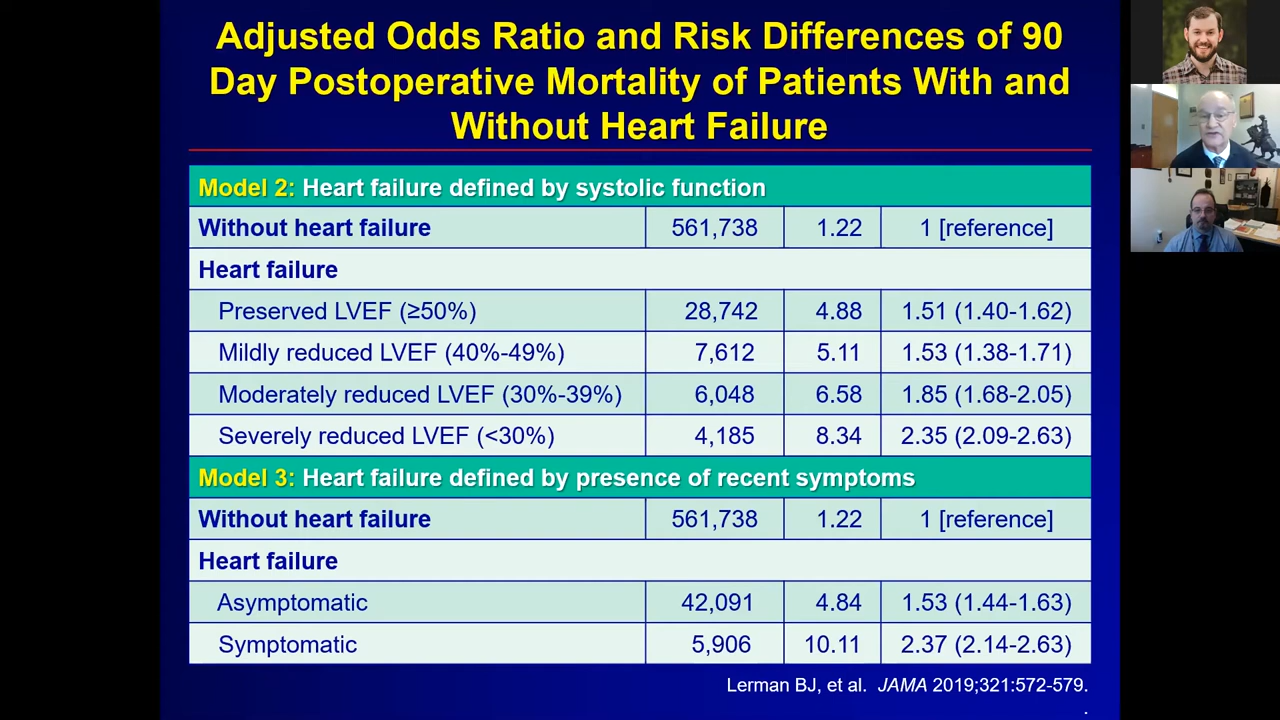 Adjusted Odds Ratio and Risk Differences of 90
Day Postoperative Mortality of Patients With and
Without Heart Failure
Model 2: Heart failure defined by systolic function
Without heart failure 561,738 1.22 1 [reference]
Heart failure
Preserved LVEF (≥50%) 28,742 4.88 1.51 (1.40-1.62)
Mildly reduced LVEF (40%-49%) 7,612 5.11 1.53 (1.38-1.71)
Moderately reduced LVEF (30%-39%) 6,048 6.58 1.85 (1.68-2.05)
Severely reduced LVEF (<30%) 4,185 8.34 2.35 (2.09-2.63)
Model 3: Heart failure defined by presence of recent symptoms
Without heart failure 561,738 1.22 1 [reference]
Heart failure
Asymptomatic 42,091 4.84 1.53 (1.44-1.63)
Symptomatic 5,906 10.11 2.37 (2.14-2.63)
Lerman BJ, et al. JAMA 2019;321:572-579.
.